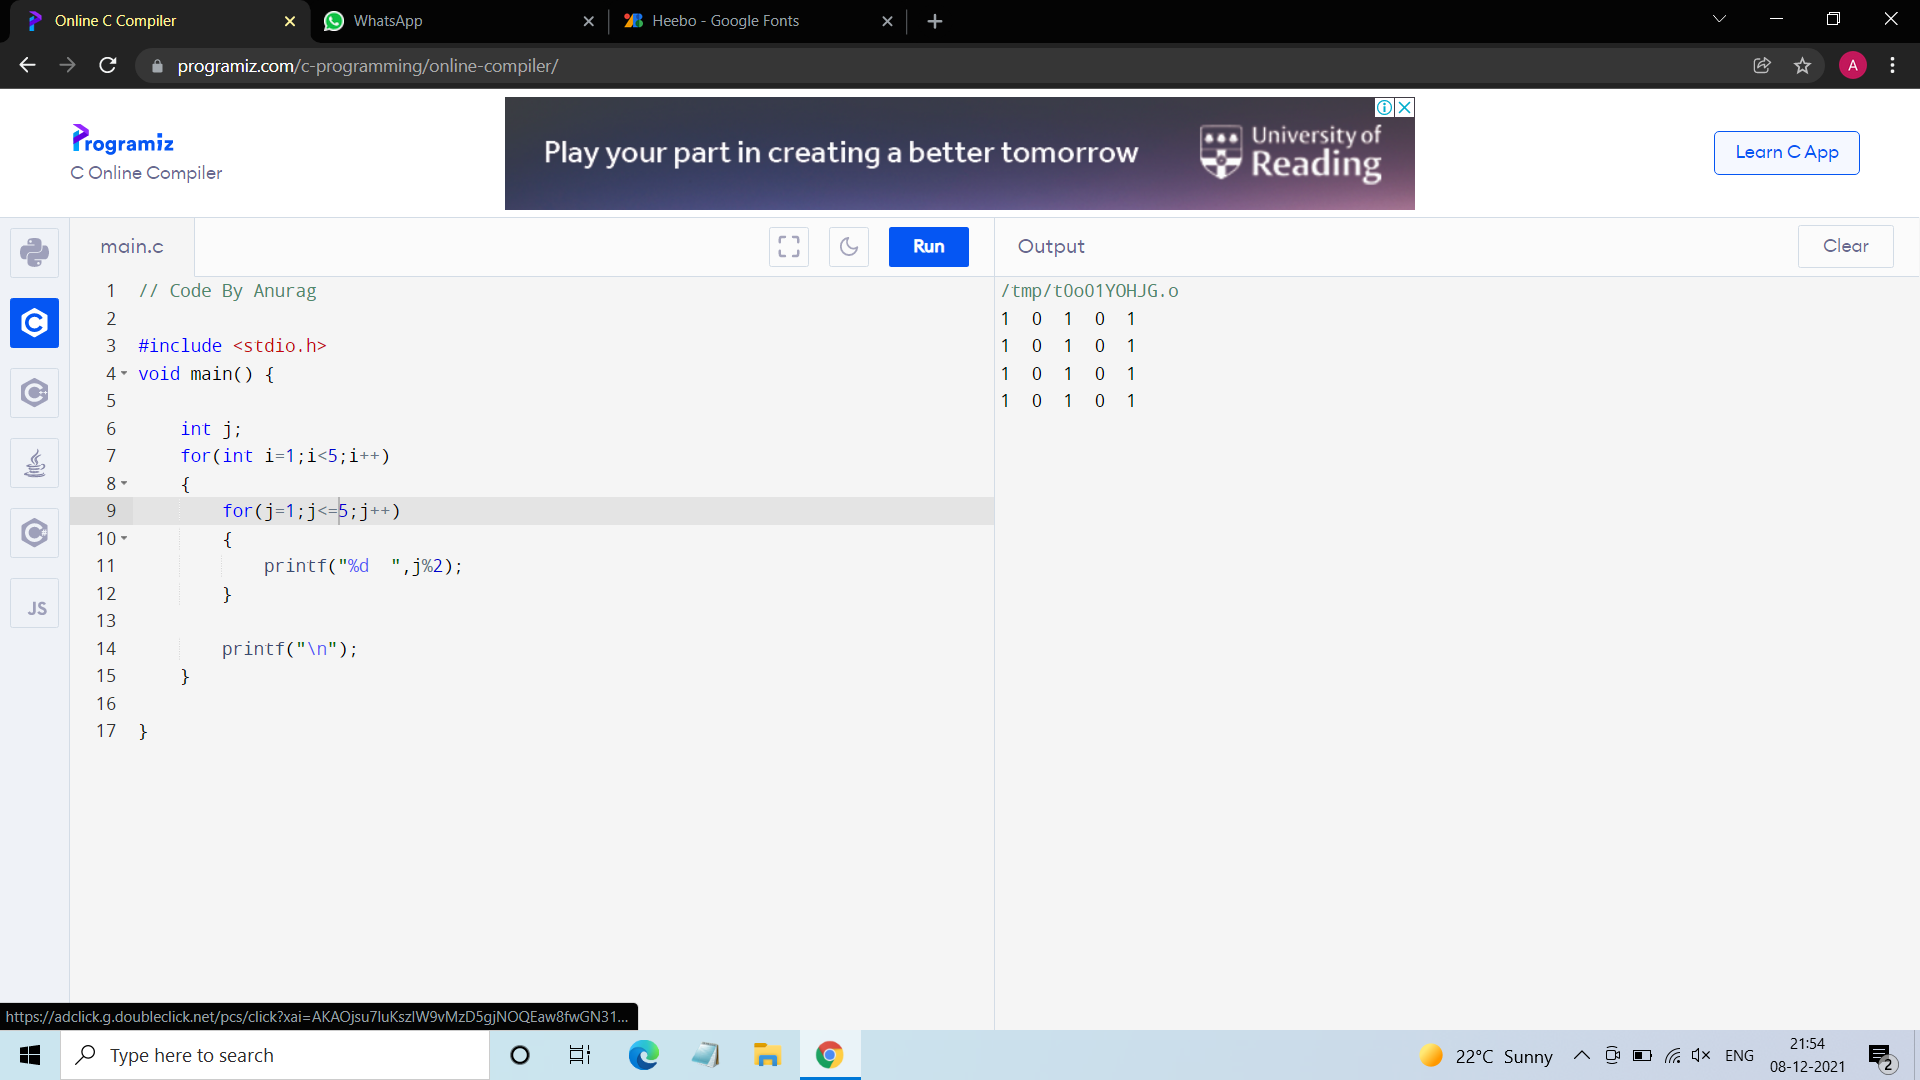 Online C Compiler
WhatsApp
Heebo - Google Fonts
programiz.com/c-programming/online-compiler/
A
Programiz
C Online Compiler
Play your part in creating a better tomorrow
University of
Reading
Learn C App
main.c
Run
Output
Clear
1 // Code By Anurag
2
3 #include <stdio.h>
4 void main() {
5
6 int j;
7 for(int i=1;i<5;i++)
8 {
9 for(j=1;j<=5;j++)
10 {
11 printf("%d  ",j%2);
12 }
13
14 printf("\n");
15 }
16
17 }
/tmp/tOo01YOHJG.o
1 0 1 0 1
1 0 1 0 1
1 0 1 0 1
1 0 1 0 1
JS
https://adclick.g.doubleclick.net/pcs/click?xai=AKAOjsu7IuKszlW9vMzD5gjNOQEaw8fwGN31...
Type here to search
22°C Sunny
ENG
21:54
08-12-2021
2